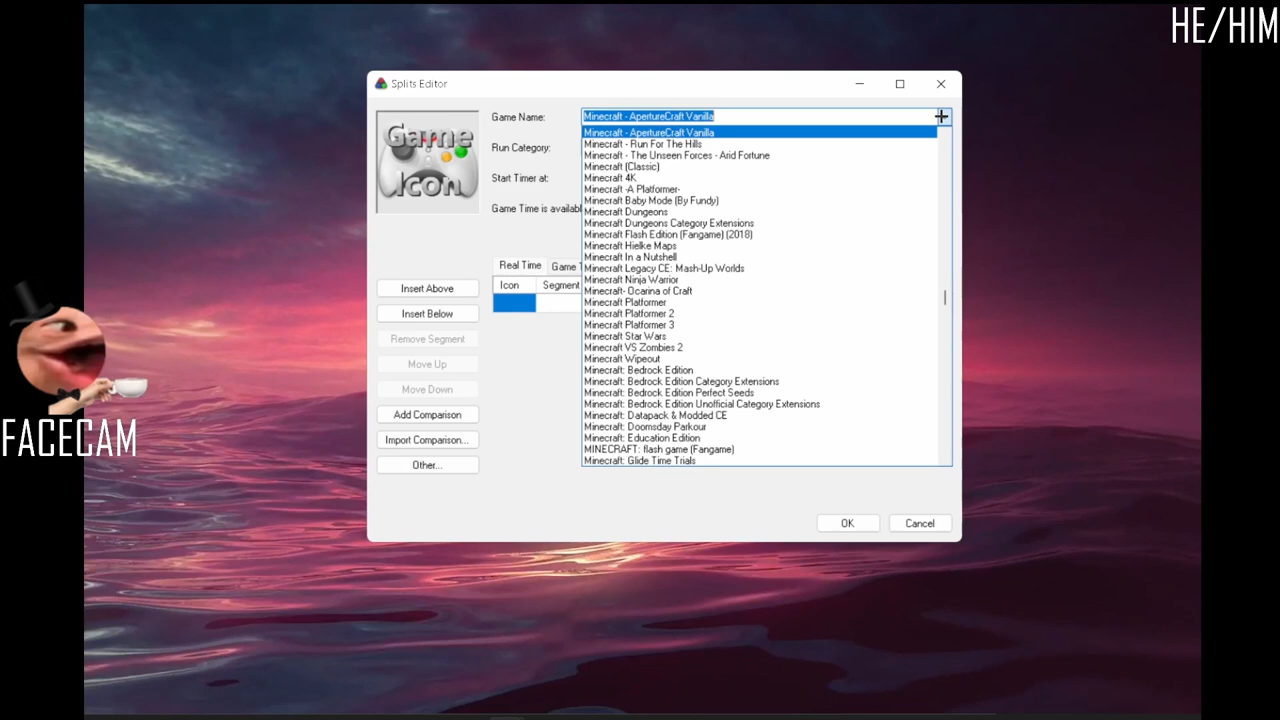 HE/HIM
Splits Editor
Game Icon
Game Name:
Minecraft - ApertureCraft Vanilla
Run Category:
Start Timer at:
Game Time is availabl
Minecraft - ApertureCraft Vanilla
Minecraft - Run For The Hills
Minecraft - The Unseen Forces - Arid Fortune
Minecraft (Classic)
Minecraft 4K
Minecraft -A Platformer-
Minecraft Baby Mode (By Fundy)
Minecraft Dungeons
Minecraft Dungeons Category Extensions
Minecraft Flash Edition (Fangame) (2018)
Minecraft Hielke Maps
Minecraft In a Nutshell
Minecraft Legacy CE: Mash-Up Worlds
Minecraft Ninja Warrior
Minecraft- Ocarina of Craft
Minecraft Platformer
Minecraft Platformer 2
Minecraft Platformer 3
Minecraft Star Wars
Minecraft VS Zombies 2
Minecraft Wipeout
Minecraft: Bedrock Edition
Minecraft: Bedrock Edition Category Extensions
Minecraft: Bedrock Edition Perfect Seeds
Minecraft: Bedrock Edition Unofficial Category Extensions
Minecraft: Datapack & Modded CE
Minecraft: Doomsday Parkour
Minecraft: Education Edition
MINECRAFT: flash game (Fangame)
Minecraft: Glide Time Trials
Real Time
Game T
Icon
Segment
Insert Above
Insert Below
Remove Segment
Move Up
Move Down
Add Comparison
Import Comparison...
Other...
OK
Cancel
FACECAM